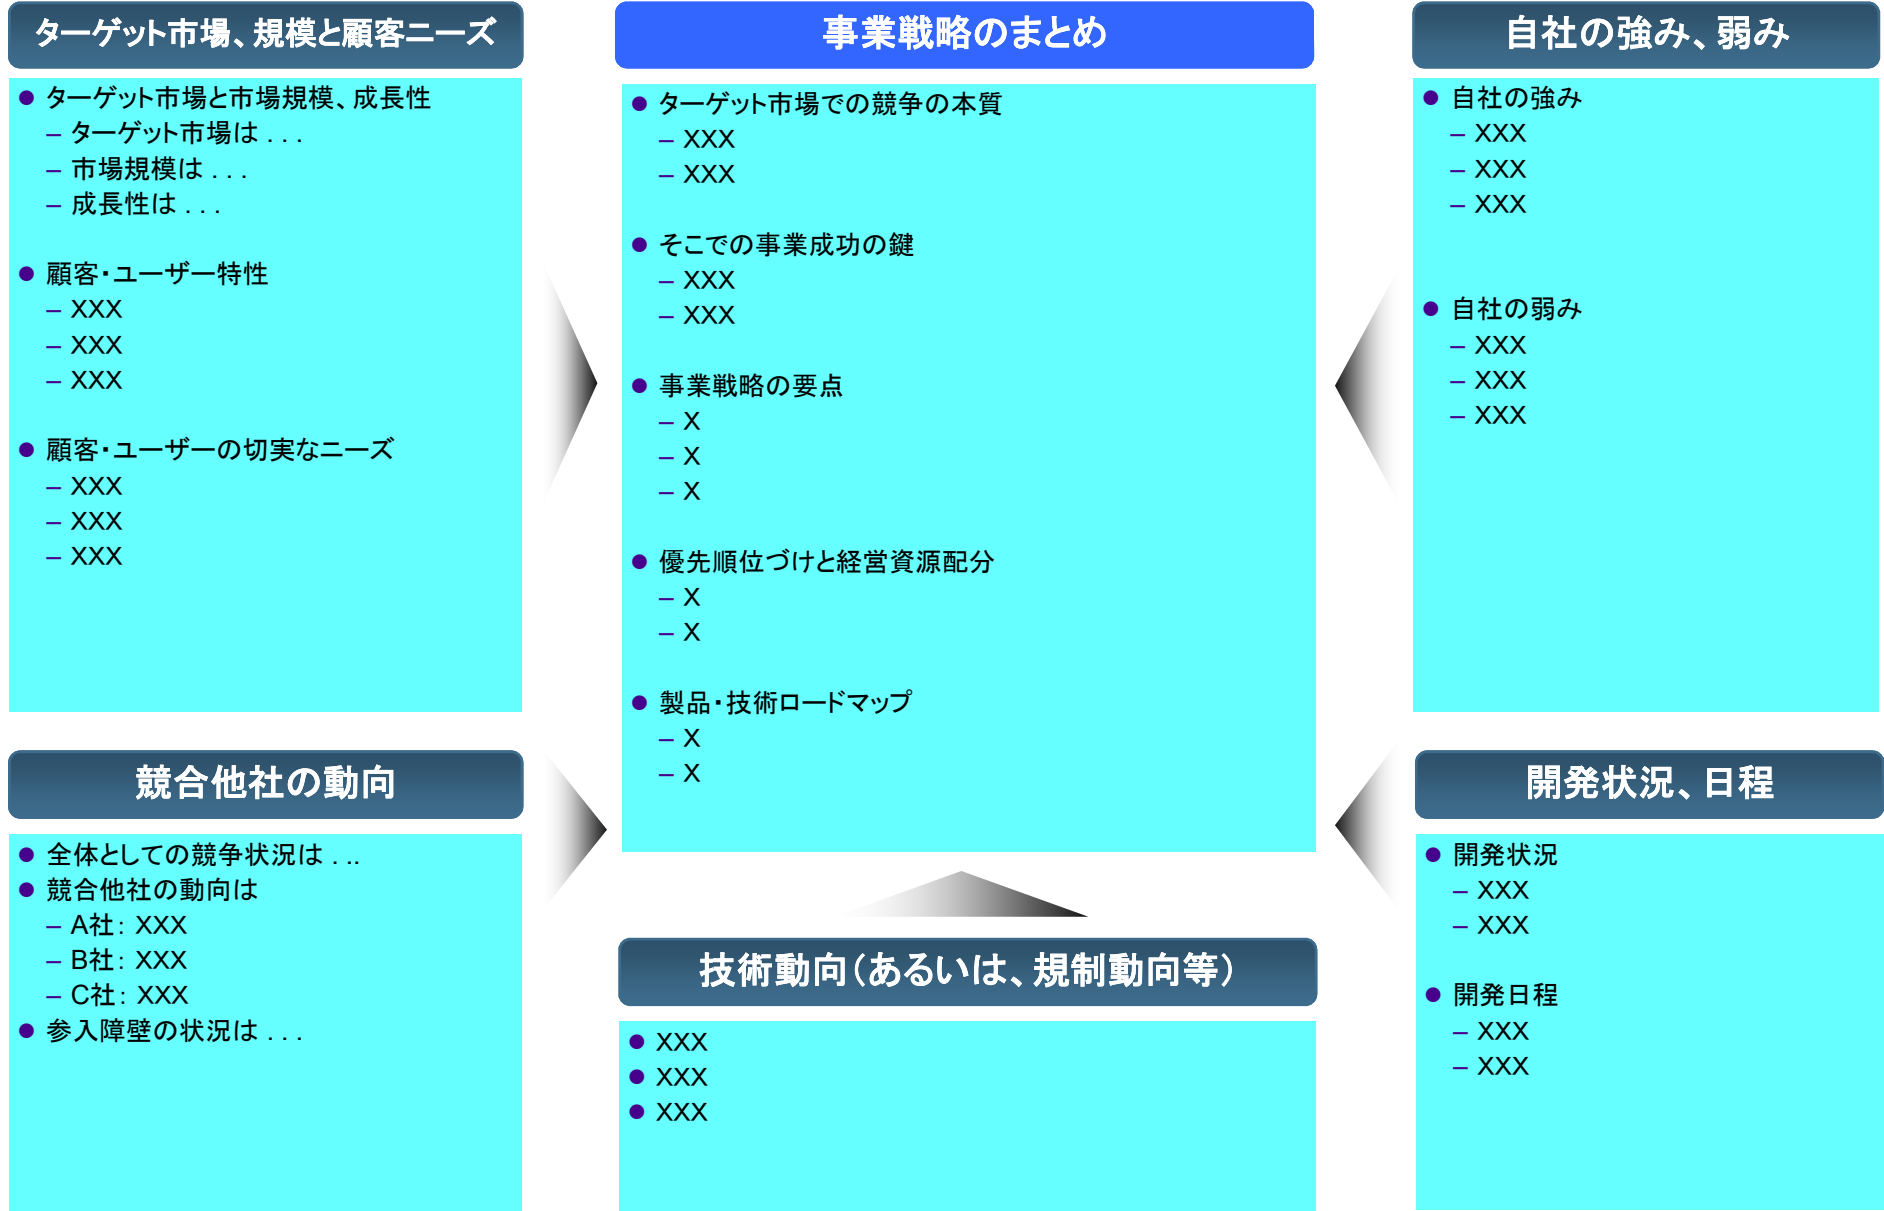 ターゲット市場、規模と顧客ニーズ
● ターゲット市場と市場規模、成長性
– ターゲット市場は . . .
– 市場規模は . . .
– 成長性は . . .
● 顧客・ユーザー特性
– XXX
– XXX
– XXX
● 顧客・ユーザーの切実なニーズ
– XXX
– XXX
– XXX
競合他社の動向
● 全体としての競争状況は . ..
● 競合他社の動向は
– A社: XXX
– B社: XXX
– C社: XXX
● 参入障壁の状況は . . .
事業戦略のまとめ
● ターゲット市場での競争の本質
– XXX
– XXX
● そこでの事業成功の鍵
– XXX
– XXX
● 事業戦略の要点
– X
– X
– X
● 優先順位づけと経営資源配分
– X
– X
● 製品・技術ロードマップ
– X
– X
技術動向（あるいは、規制動向等）
● XXX
● XXX
● XXX
自社の強み、弱み
● 自社の強み
– XXX
– XXX
– XXX
● 自社の弱み
– XXX
– XXX
– XXX
開発状況、日程
● 開発状況
– XXX
– XXX
● 開発日程
– XXX
– XXX